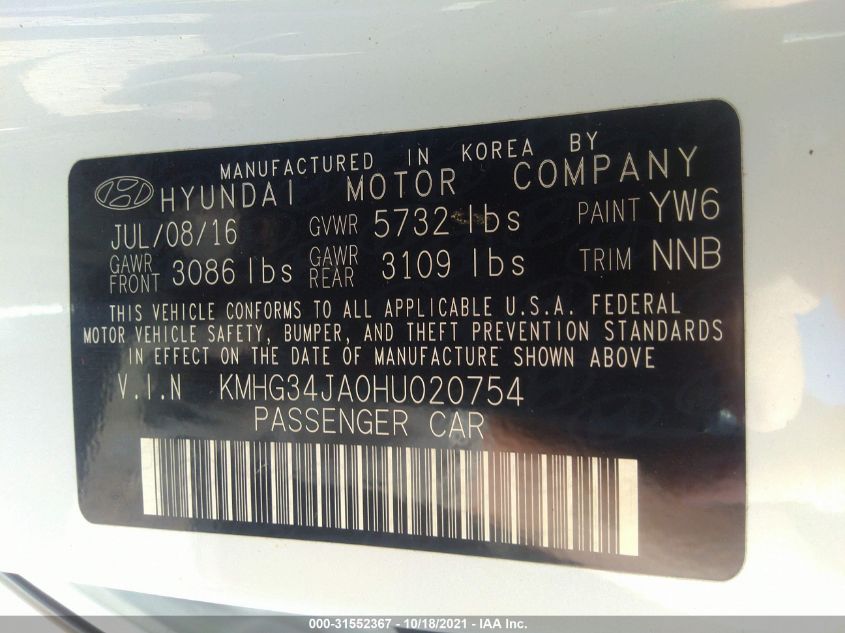 MANUFACTURED IN KOREA BY
HYUNDAI MOTOR COMPANY
JUL/08/16 GVWR 5732 lbs PAINT YW6
GAWR FRONT 3086 lbs GAWR REAR 3109 lbs TRIM NNB
THIS VEHICLE CONFORMS TO ALL APPLICABLE U.S.A. FEDERAL
MOTOR VEHICLE SAFETY, BUMPER, AND THEFT PREVENTION STANDARDS
IN EFFECT ON THE DATE OF MANUFACTURE SHOWN ABOVE
V.I.N KMHG34JA0HU020754
PASSENGER CAR
000-31552367 - 10/18/2021 - IAA Inc.